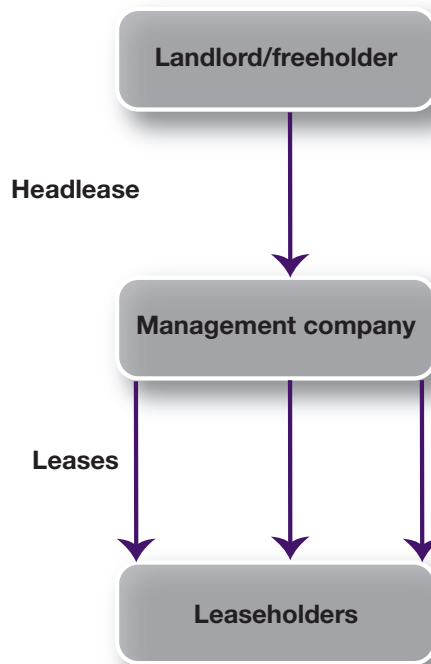 Landlord/freeholder
Headlease
Management company
Leases
Leaseholders